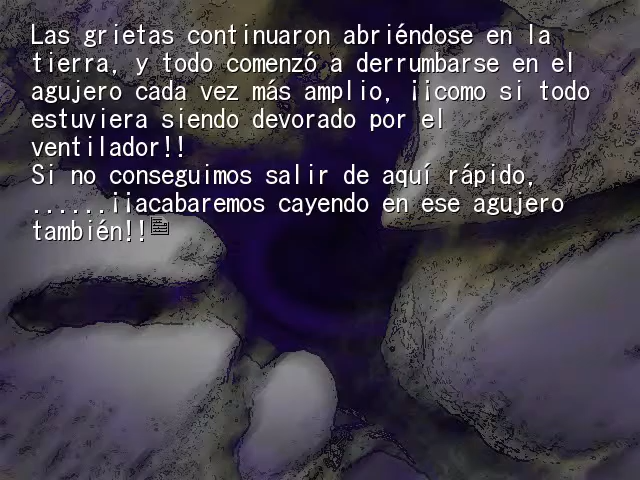 Las grietas continuaron abriéndose en la
tierra, y todo comenzó a derrumbarse en el
agujero cada vez más amplio, ¡¡como si todo
estuviera siendo devorado por el
ventilador!!
Si no conseguimos salir de aquí rápido,
......¡¡acabaremos cayendo en ese agujero
también!!